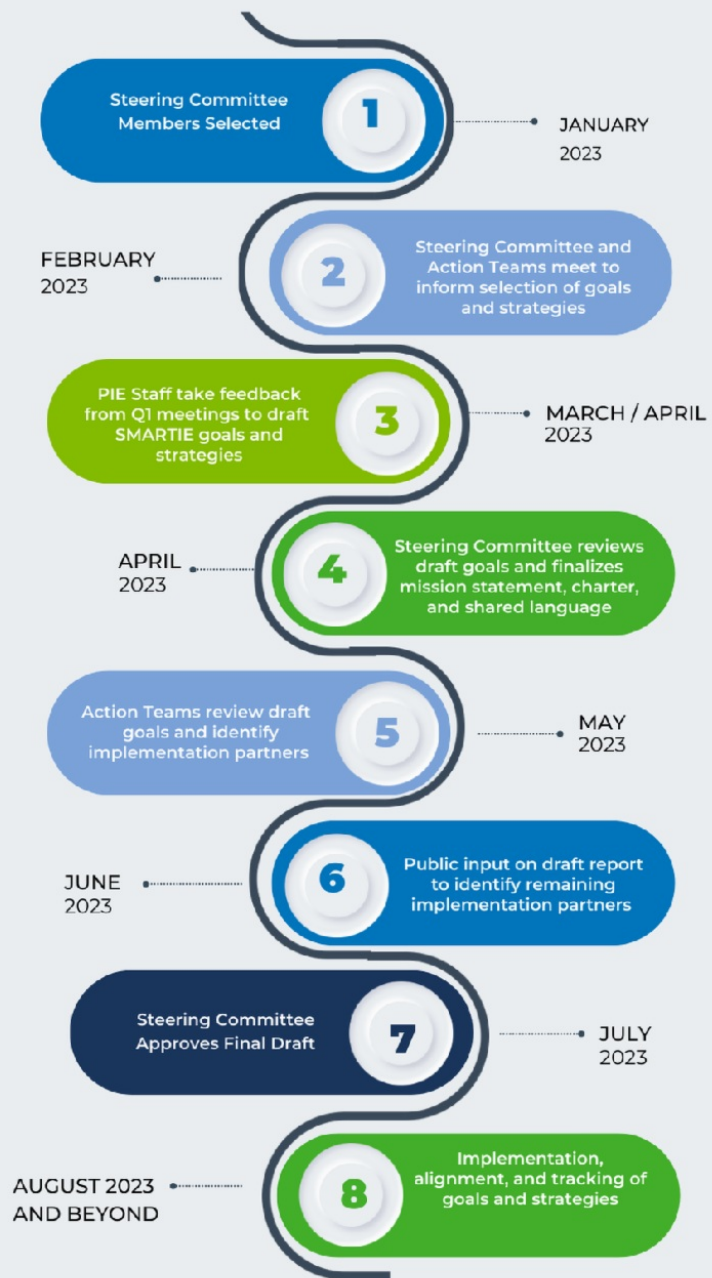 Steering Committee
Members Selected
1
JANUARY
2023
FEBRUARY
2023
2
Steering Committee and
Action Teams meet to
inform selection of goals
and strategies
PIE Staff take feedback
from Q1 meetings to draft
SMARTIE goals and
strategies
3
MARCH / APRIL
2023
APRIL
2023
4
Steering Committee reviews
draft goals and finalizes
mission statement, charter,
and shared language
Action Teams review draft
goals and identify
implementation partners
5
MAY
2023
JUNE
2023
6
Public input on draft report
to identify remaining
implementation partners
Steering Committee
Approves Final Draft
7
JULY
2023
AUGUST 2023
AND BEYOND
8
Implementation,
alignment, and tracking of
goals and strategies